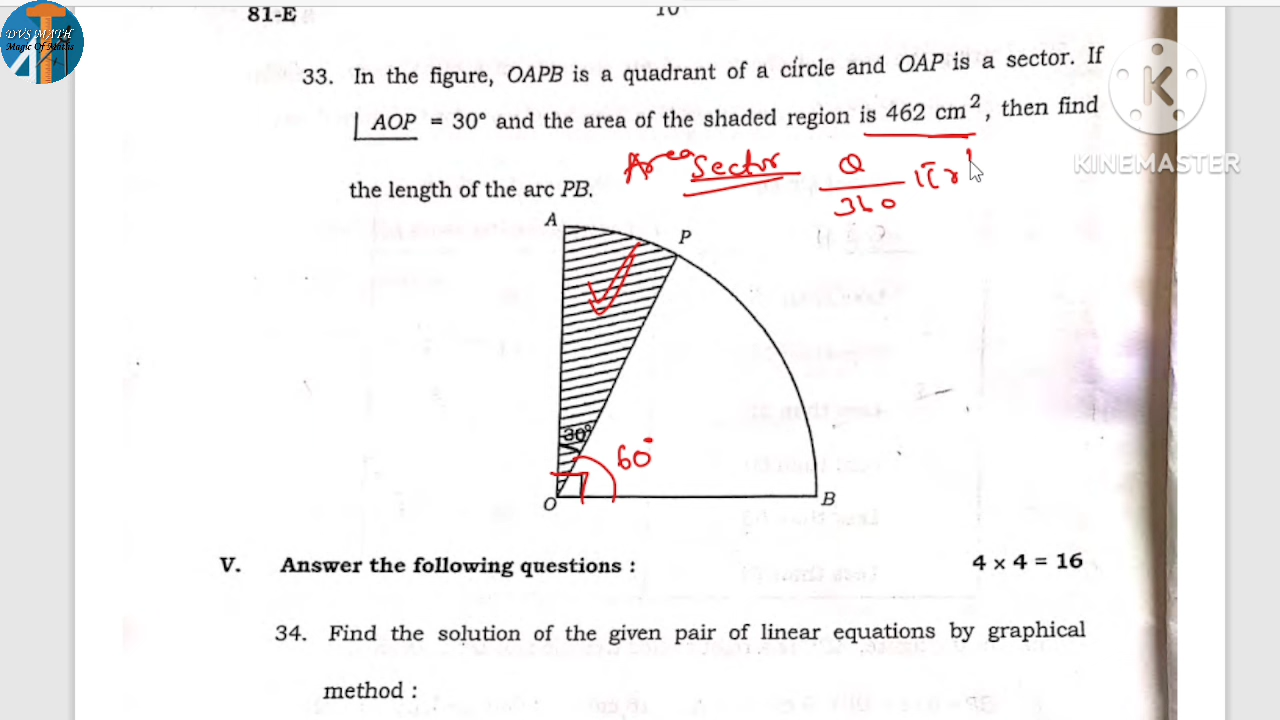 81-E
10
DVS MATH
Magic Of Maths
33. In the figure, OAPB is a quadrant of a circle and OAP is a sector. If
∠AOP = 30° and the area of the shaded region is 462 cm², then find
the length of the arc PB.
Area Sector θ/360 πr
A
P
30°
60°
O
B
V. Answer the following questions : 4 × 4 = 16
34. Find the solution of the given pair of linear equations by graphical
method :
K
KINEMASTER